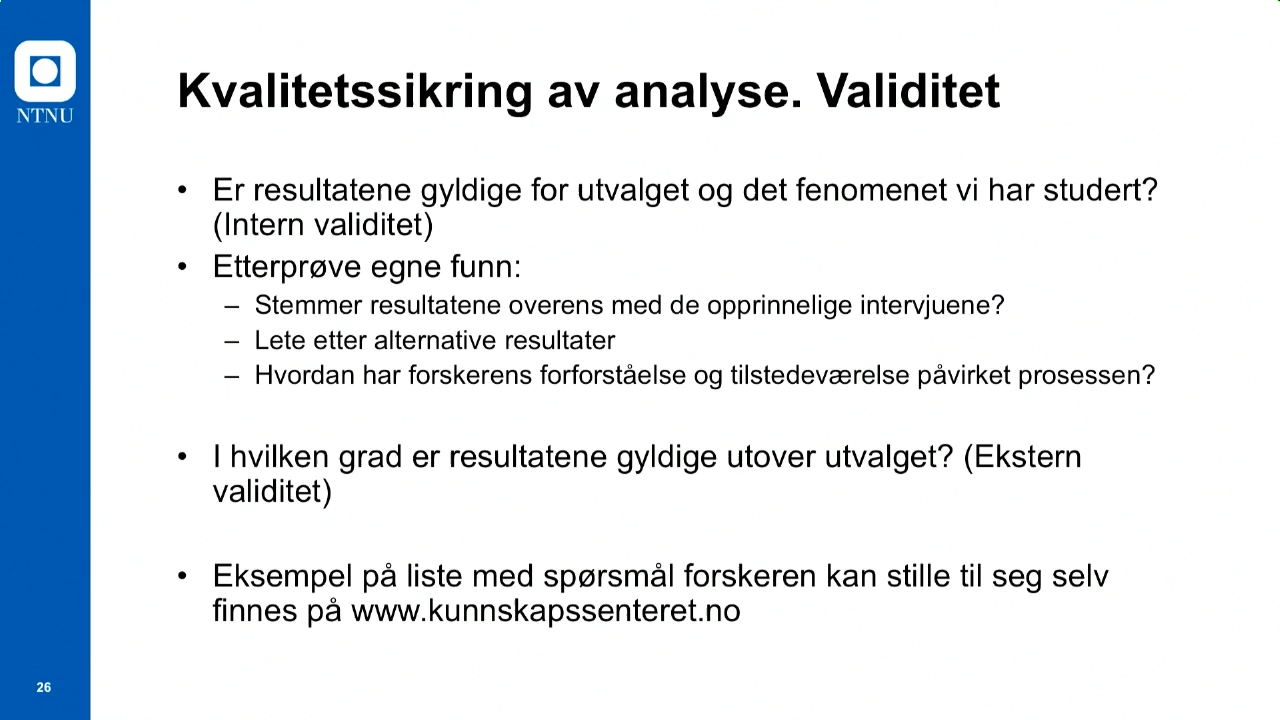 NTNU
Kvalitetssikring av analyse. Validitet
• Er resultatene gyldige for utvalget og det fenomenet vi har studert?
(Intern validitet)
• Etterprøve egne funn:
– Stemmer resultatene overens med de opprinnelige intervjuene?
– Lete etter alternative resultater
– Hvordan har forskerens forforståelse og tilstedeværelse påvirket prosessen?
• I hvilken grad er resultatene gyldige utover utvalget? (Ekstern
validitet)
• Eksempel på liste med spørsmål forskeren kan stille til seg selv
finnes på www.kunnskapssenteret.no
26